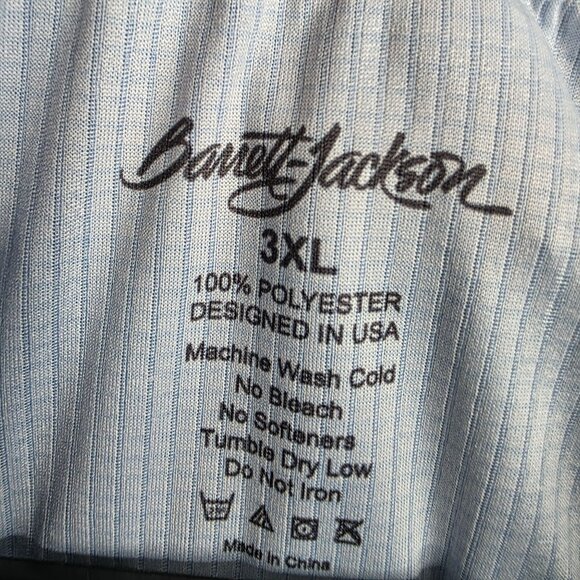 Barrett-Jackson
3XL
100% POLYESTER
DESIGNED IN USA
Machine Wash Cold
No Bleach
No Softeners
Tumble Dry Low
Do Not Iron
Made in China